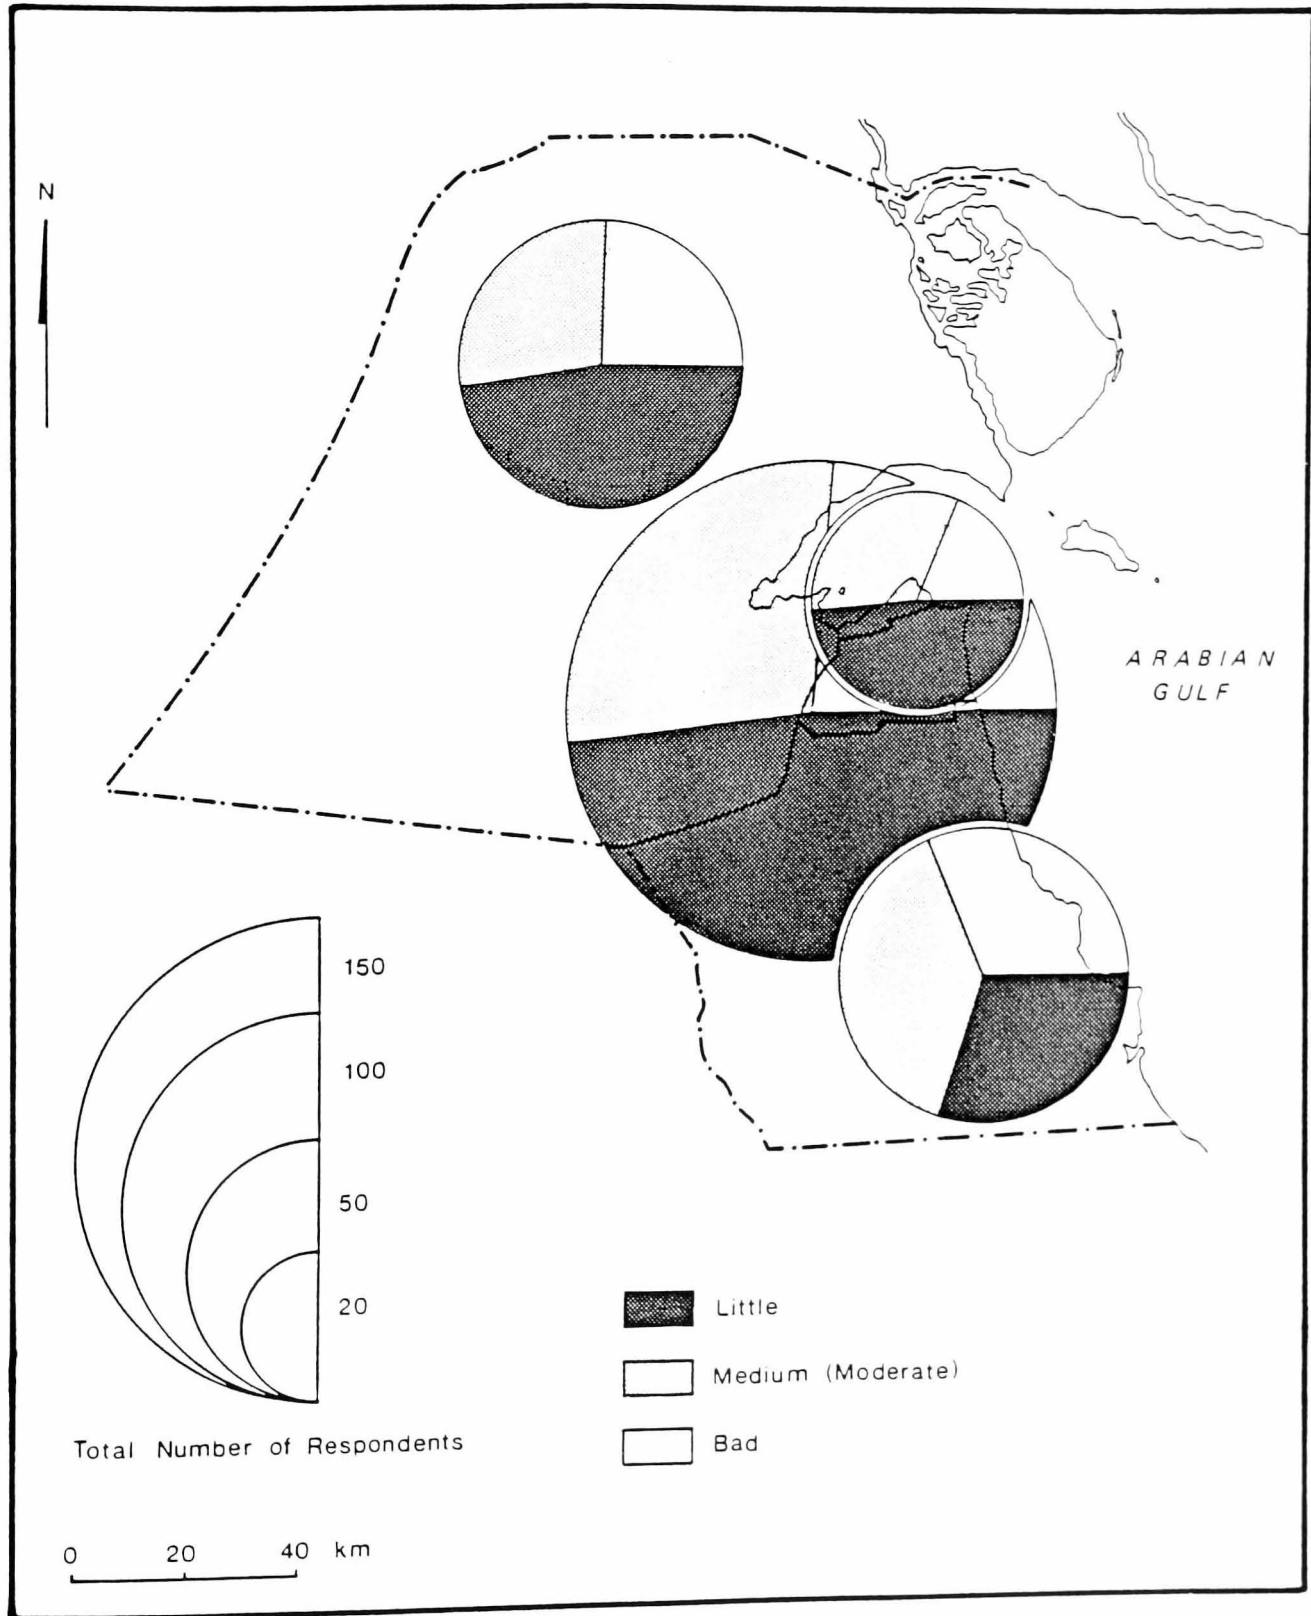 N
ARABIAN
GULF
150
100
50
20
Total Number of Respondents
Little
Medium (Moderate)
Bad
0 20 40 km